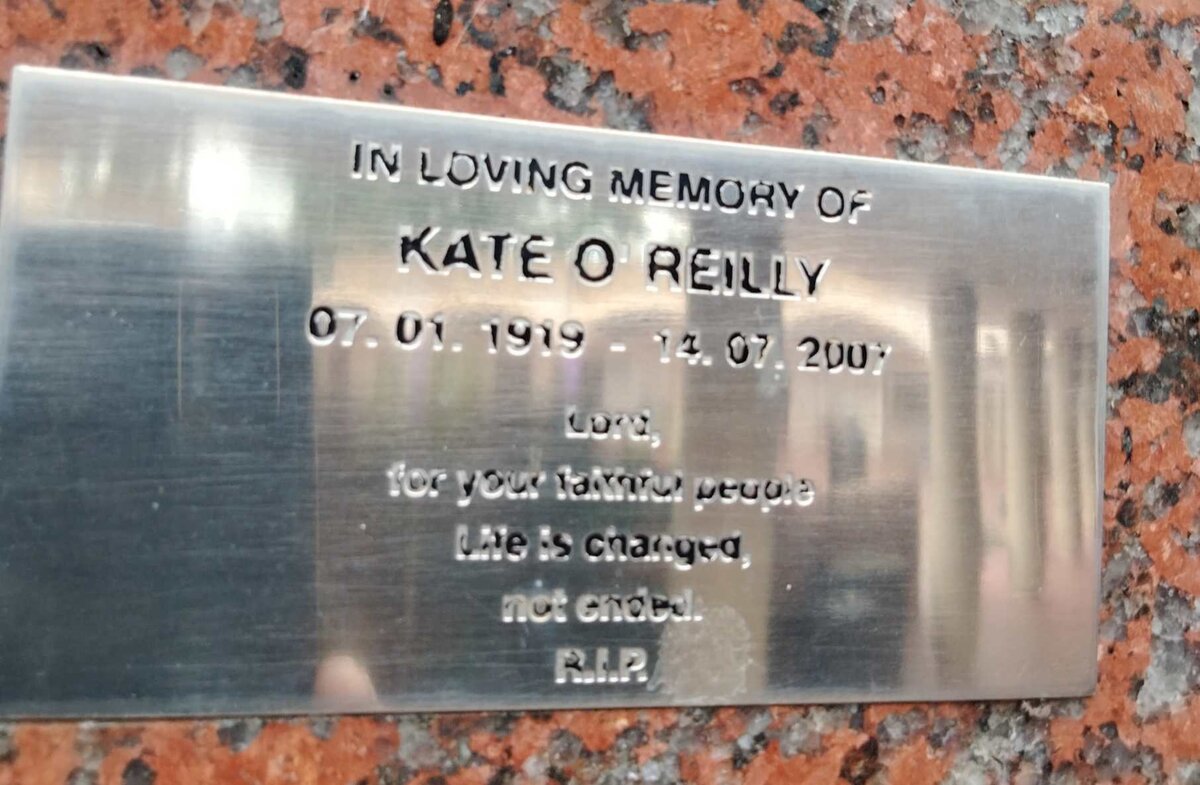 IN LOVING MEMORY OF
KATE O' REILLY
07. 01. 1919 - 14. 07. 2007
Lord,
for your faithful people
Life is changed,
not ended.
R.I.P.